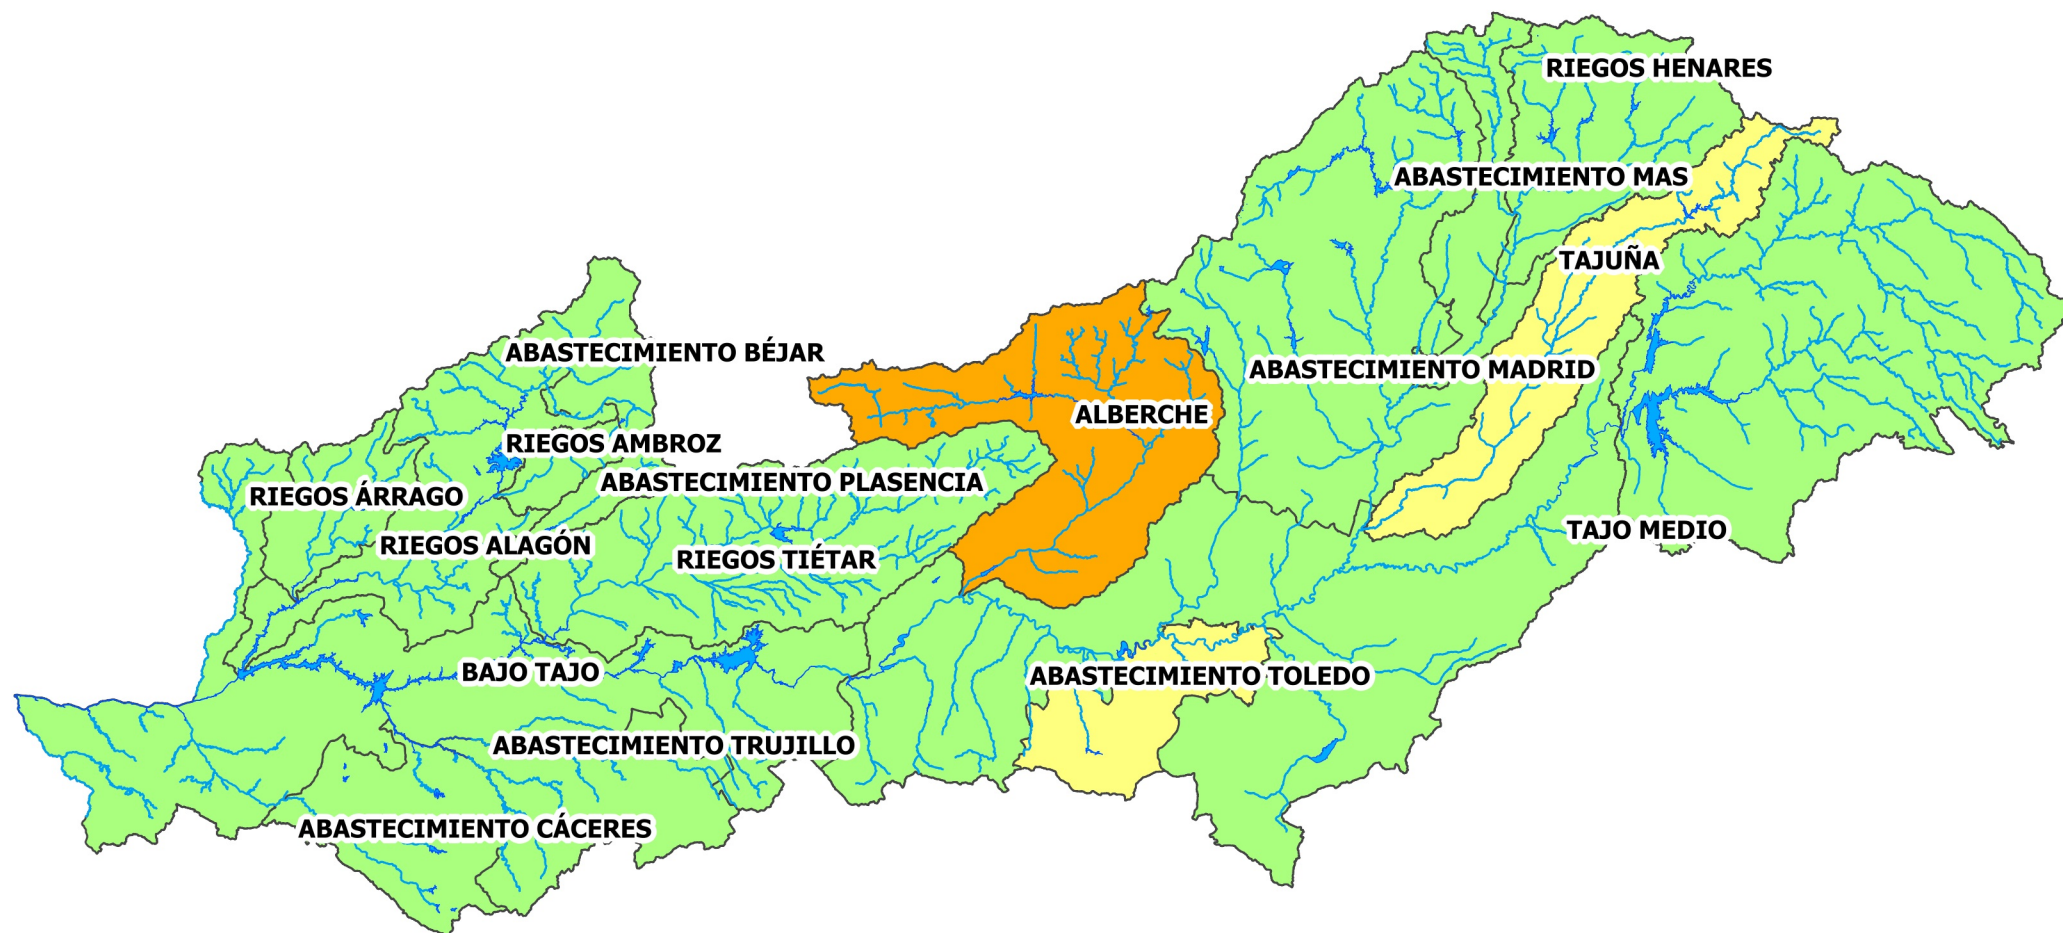 RIEGOS HENARES
ABASTECIMIENTO MAS
TAJUÑA
ABASTECIMIENTO BÉJAR
ABASTECIMIENTO MADRID
ALBERCHE
RIEGOS AMBROZ
ABASTECIMIENTO PLASENCIA
RIEGOS ÁRRAGO
TAJO MEDIO
RIEGOS ALAGÓN
RIEGOS TIÉTAR
BAJO TAJO
ABASTECIMIENTO TOLEDO
ABASTECIMIENTO TRUJILLO
ABASTECIMIENTO CÁCERES